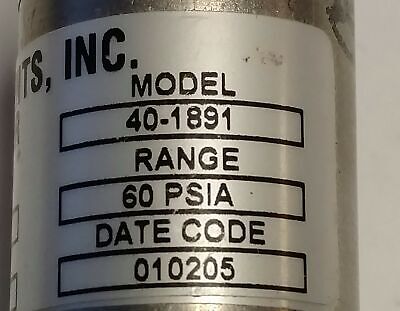 TS, INC.
MODEL
40-1891
RANGE
60 PSIA
DATE CODE
010205